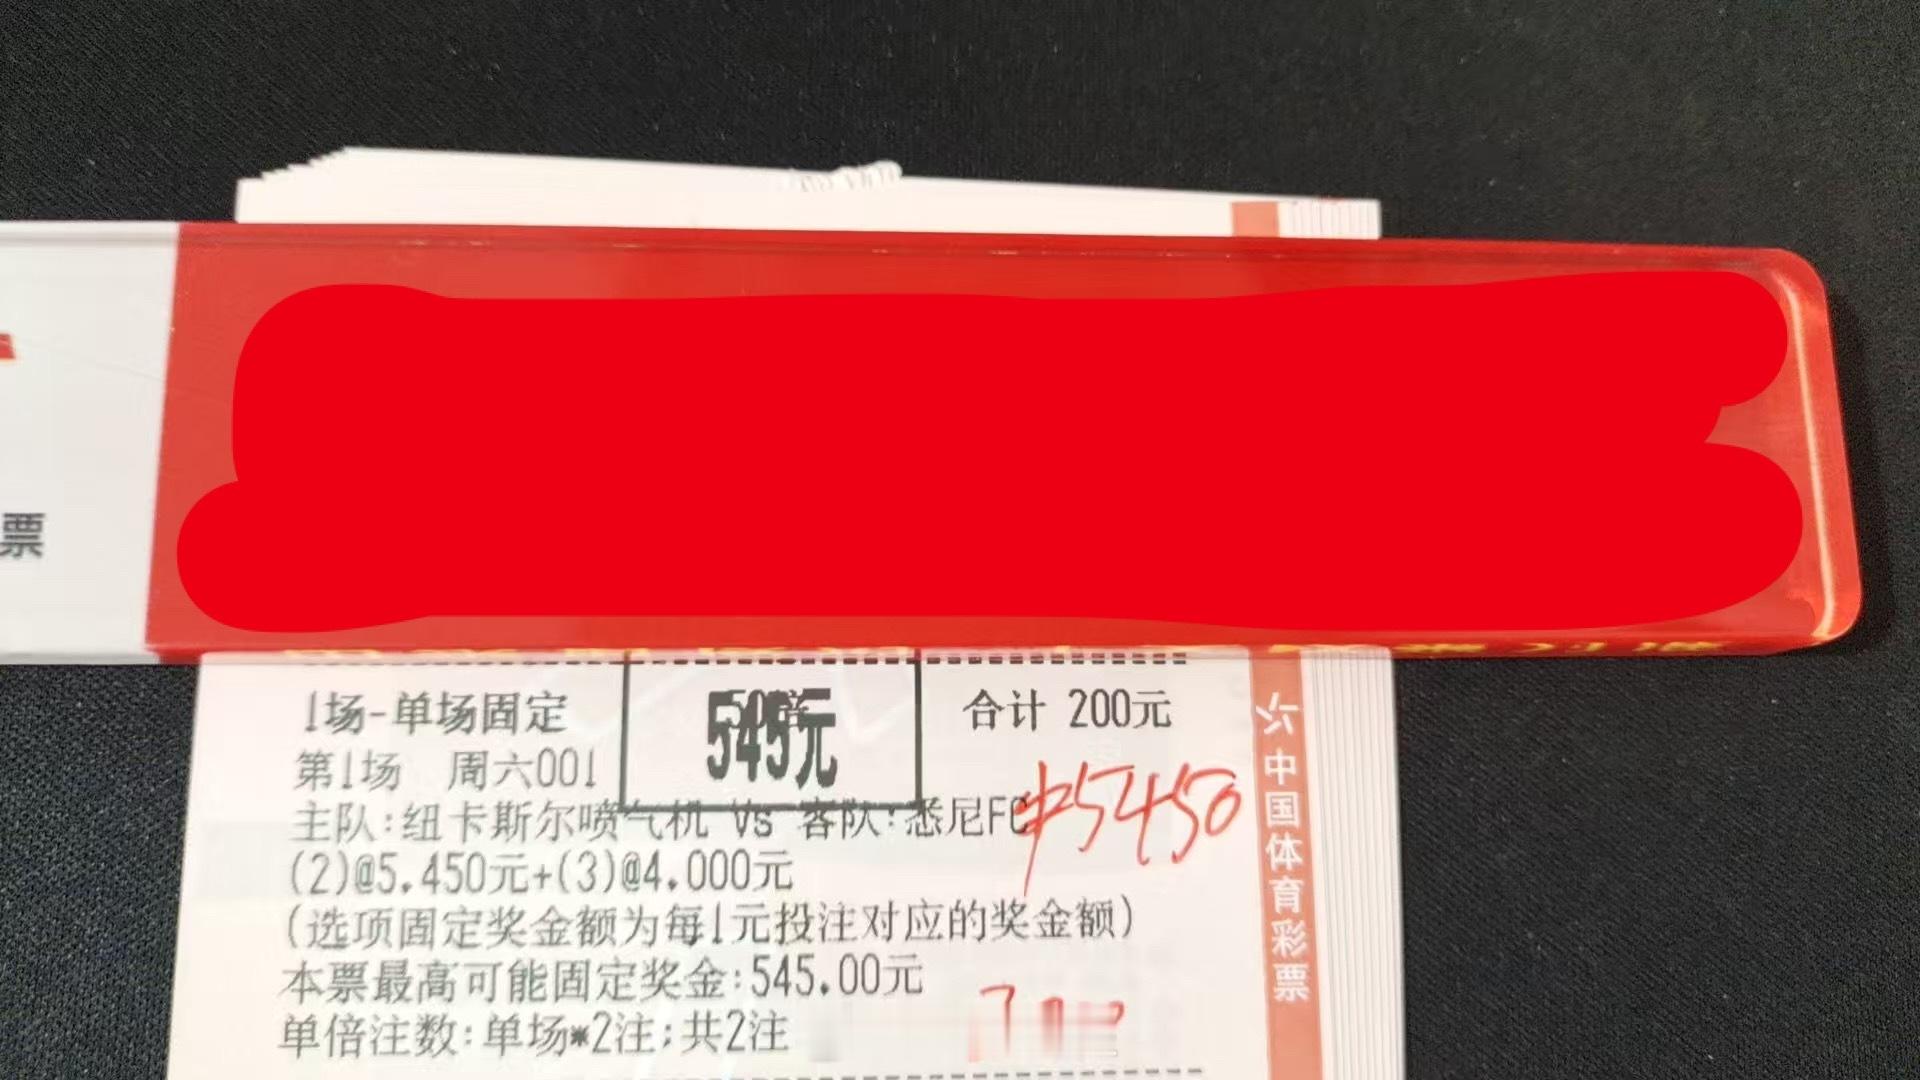 票
1场-单场固定
545元
合计 200元
第1场 周六001
主队:纽卡斯尔喷气机 Vs 客队:悉尼FC
中5450
(2)@5.450元+(3)@4.000元
(选项固定奖金额为每1元投注对应的奖金额)
本票最高可能固定奖金:545.00元
单倍注数:单场*2注;共2注
中国体育彩票